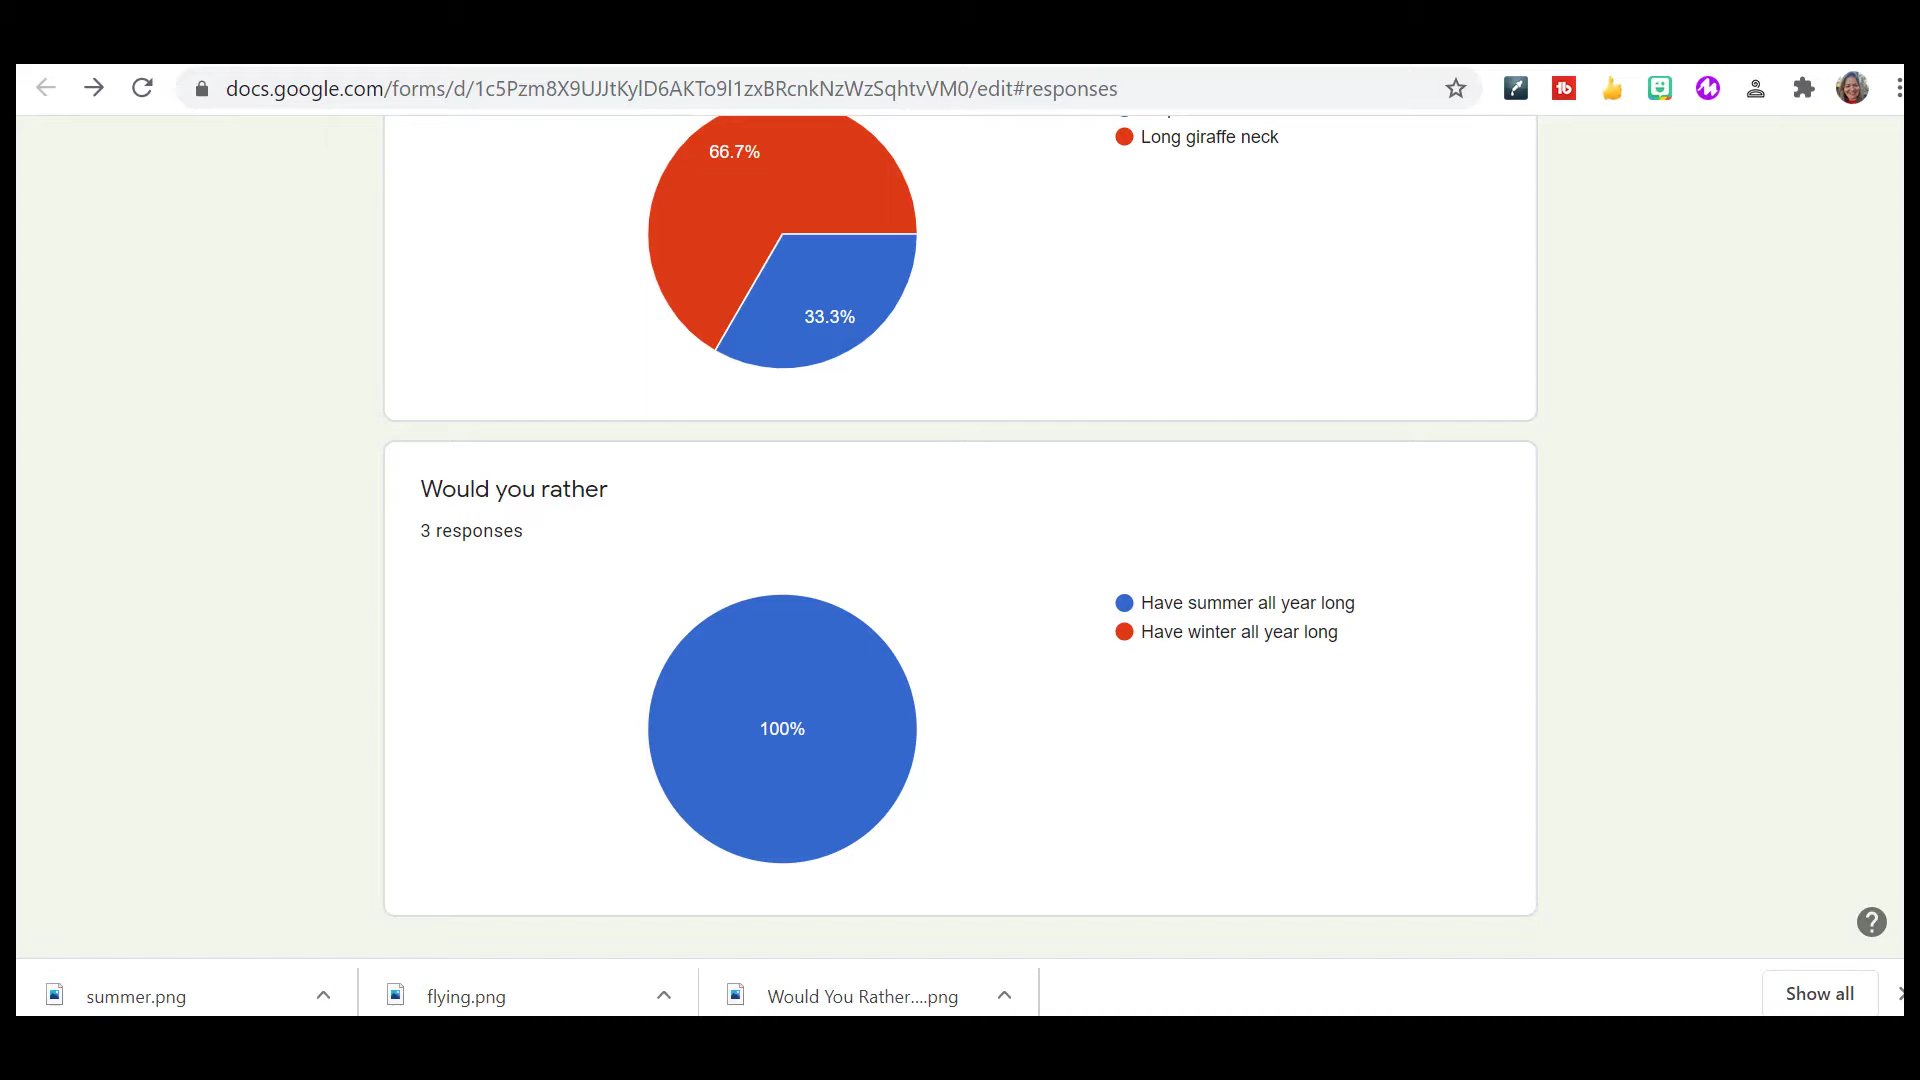 docs.google.com/forms/d/1c5Pzm8X9UJJtKylD6AKTo9l1zxBRcnkNzWzSqhtvVM0/edit#responses
66.7%
Long giraffe neck
33.3%
Would you rather
3 responses
Have summer all year long
Have winter all year long
100%
summer.png
flying.png
Would You Rather....png
Show all